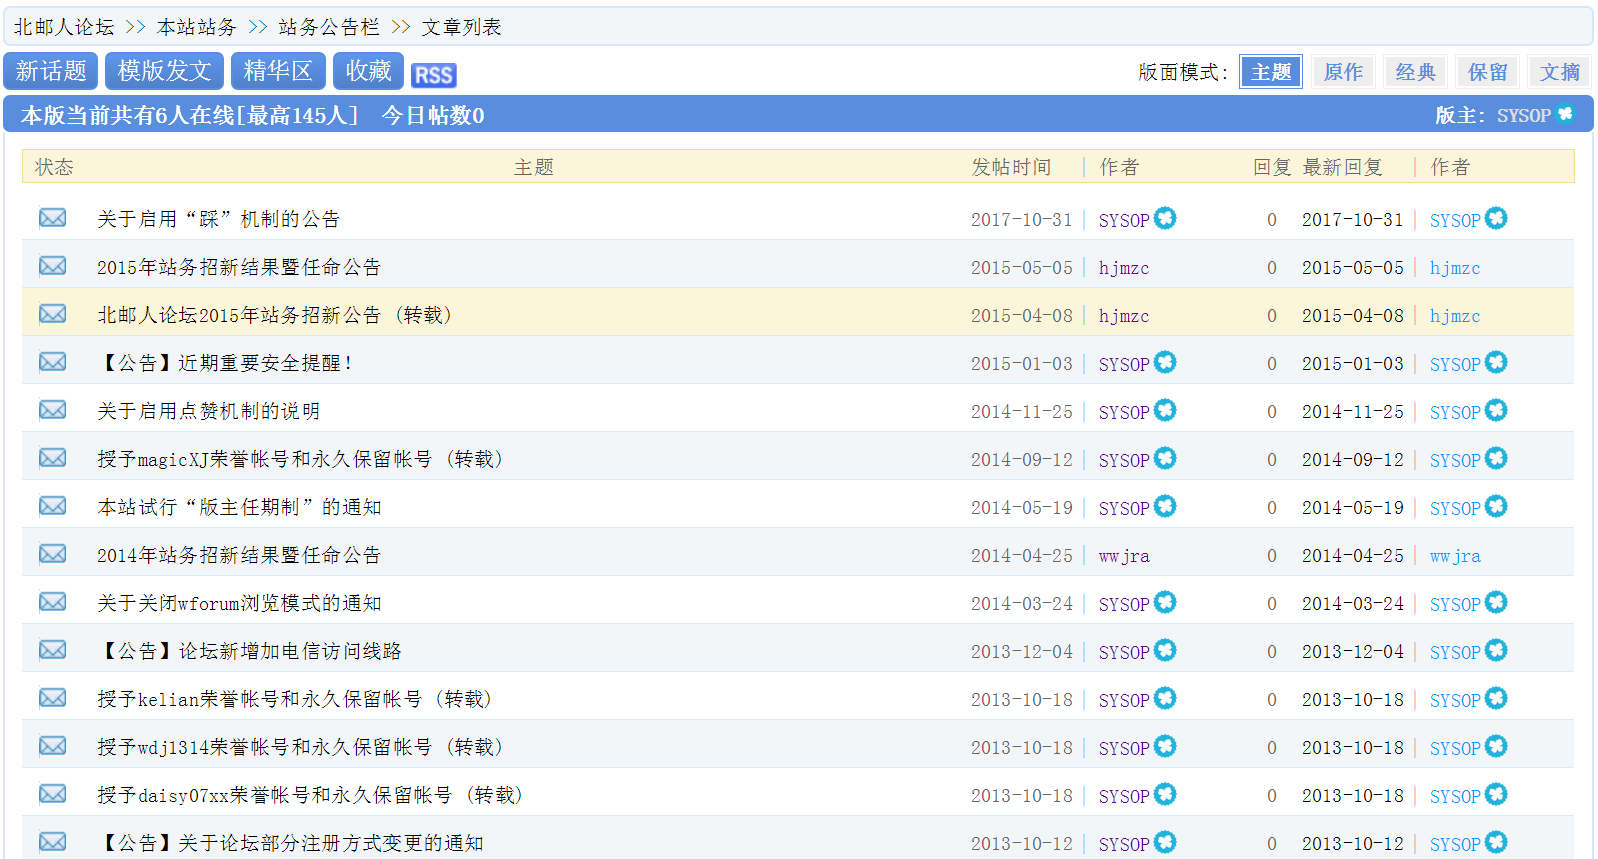 北邮人论坛 >> 本站站务 >> 站务公告栏 >> 文章列表
新话题 模版发文 精华区 收藏 RSS 版面模式： 主题 原作 经典 保留 文摘
本版当前共有6人在线[最高145人] 今日帖数0 版主： SYSOP
状态 主题 发帖时间 | 作者 回复 最新回复 | 作者
关于启用“踩”机制的公告 2017-10-31 | SYSOP 0 2017-10-31 | SYSOP
2015年站务招新结果暨任命公告 2015-05-05 | hjmzc 0 2015-05-05 | hjmzc
北邮人论坛2015年站务招新公告 (转载) 2015-04-08 | hjmzc 0 2015-04-08 | hjmzc
【公告】近期重要安全提醒！ 2015-01-03 | SYSOP 0 2015-01-03 | SYSOP
关于启用点赞机制的说明 2014-11-25 | SYSOP 0 2014-11-25 | SYSOP
授予magicXJ荣誉帐号和永久保留帐号 (转载) 2014-09-12 | SYSOP 0 2014-09-12 | SYSOP
本站试行“版主任期制”的通知 2014-05-19 | SYSOP 0 2014-05-19 | SYSOP
2014年站务招新结果暨任命公告 2014-04-25 | wwjra 0 2014-04-25 | wwjra
关于关闭wforum浏览模式的通知 2014-03-24 | SYSOP 0 2014-03-24 | SYSOP
【公告】论坛新增加电信访问线路 2013-12-04 | SYSOP 0 2013-12-04 | SYSOP
授予kelian荣誉帐号和永久保留帐号 (转载) 2013-10-18 | SYSOP 0 2013-10-18 | SYSOP
授予wdj1314荣誉帐号和永久保留帐号 (转载) 2013-10-18 | SYSOP 0 2013-10-18 | SYSOP
授予daisy07xx荣誉帐号和永久保留帐号 (转载) 2013-10-18 | SYSOP 0 2013-10-18 | SYSOP
【公告】关于论坛部分注册方式变更的通知 2013-10-12 | SYSOP 0 2013-10-12 | SYSOP